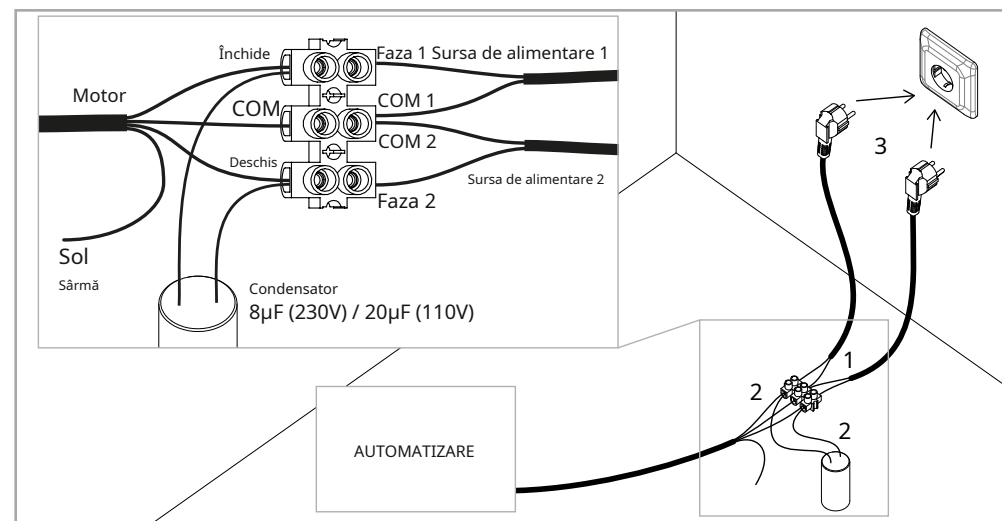 Închide
Faza 1 Sursa de alimentare 1
Motor
COM
COM 1
COM 2
Deschis
Sursa de alimentare 2
Faza 2
Sol
Sârmă
Condensator
8µF (230V) / 20µF (110V)
3
1
2
2
AUTOMATIZARE